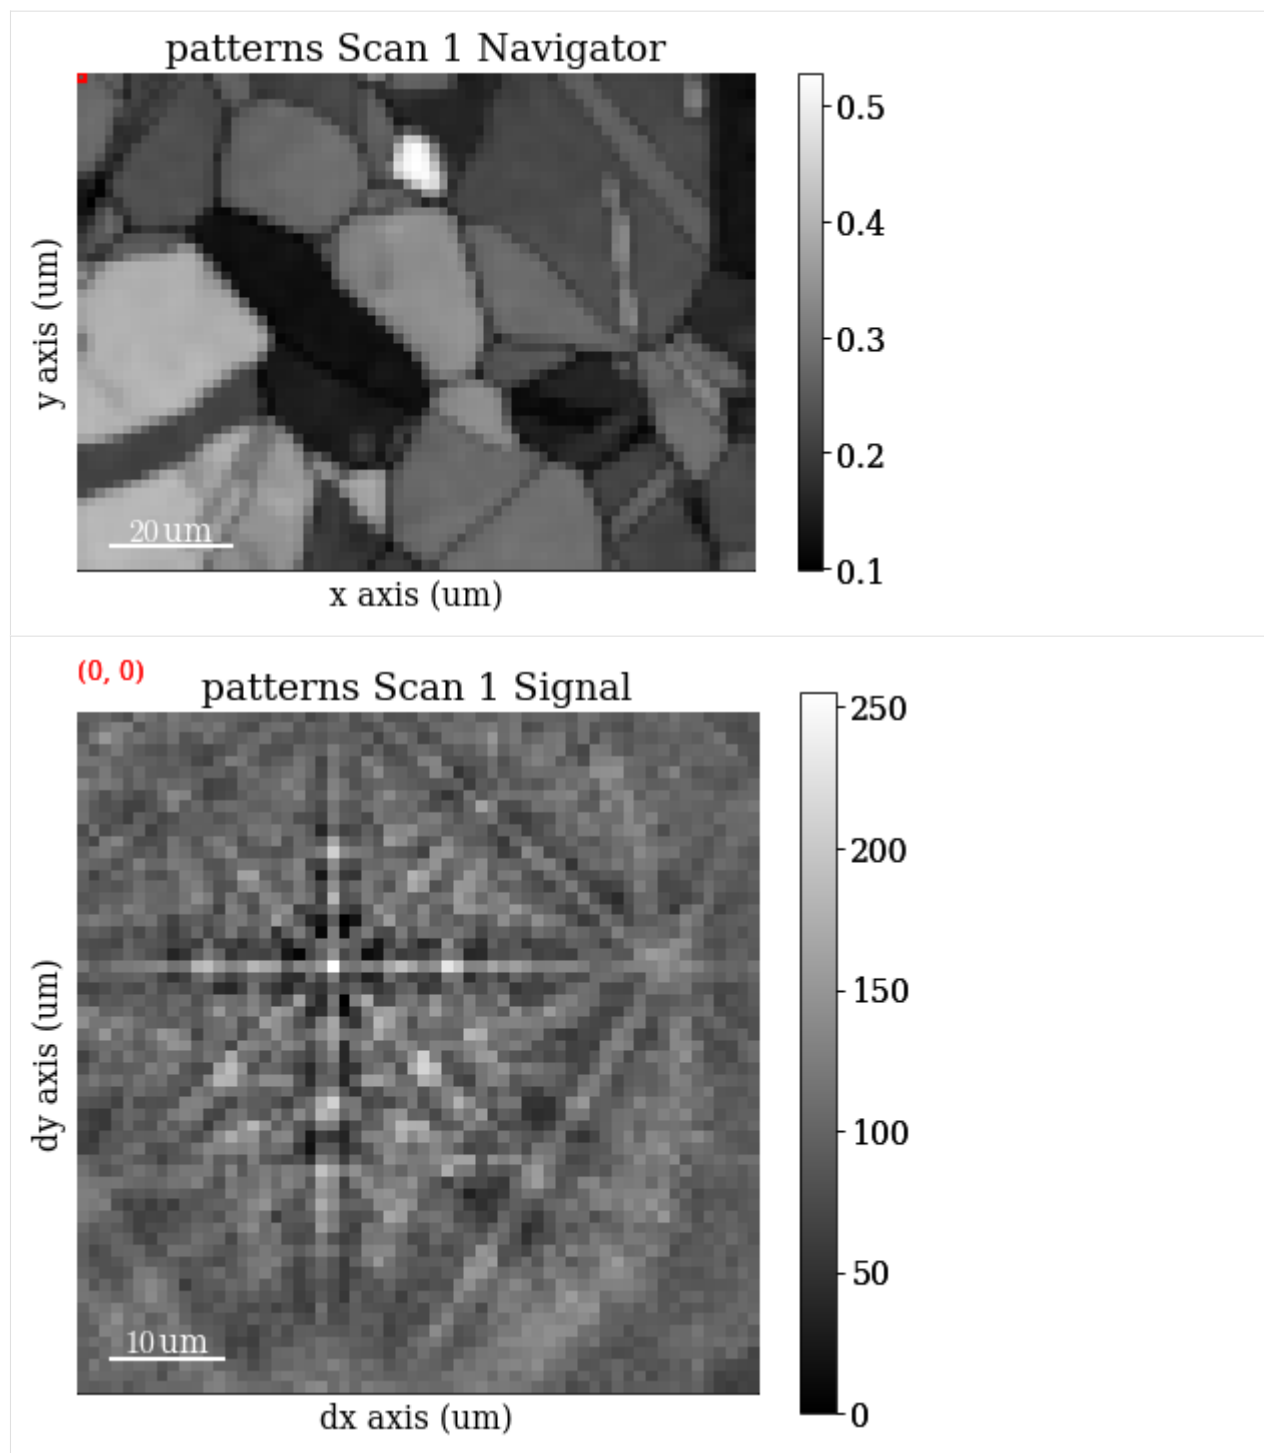 patterns Scan 1 Navigator
0.5
0.4
0.3
0.2
0.1
y axis (um)
20 um
x axis (um)
(0, 0)
patterns Scan 1 Signal
250
200
150
100
50
0
dy axis (um)
10 um
dx axis (um)